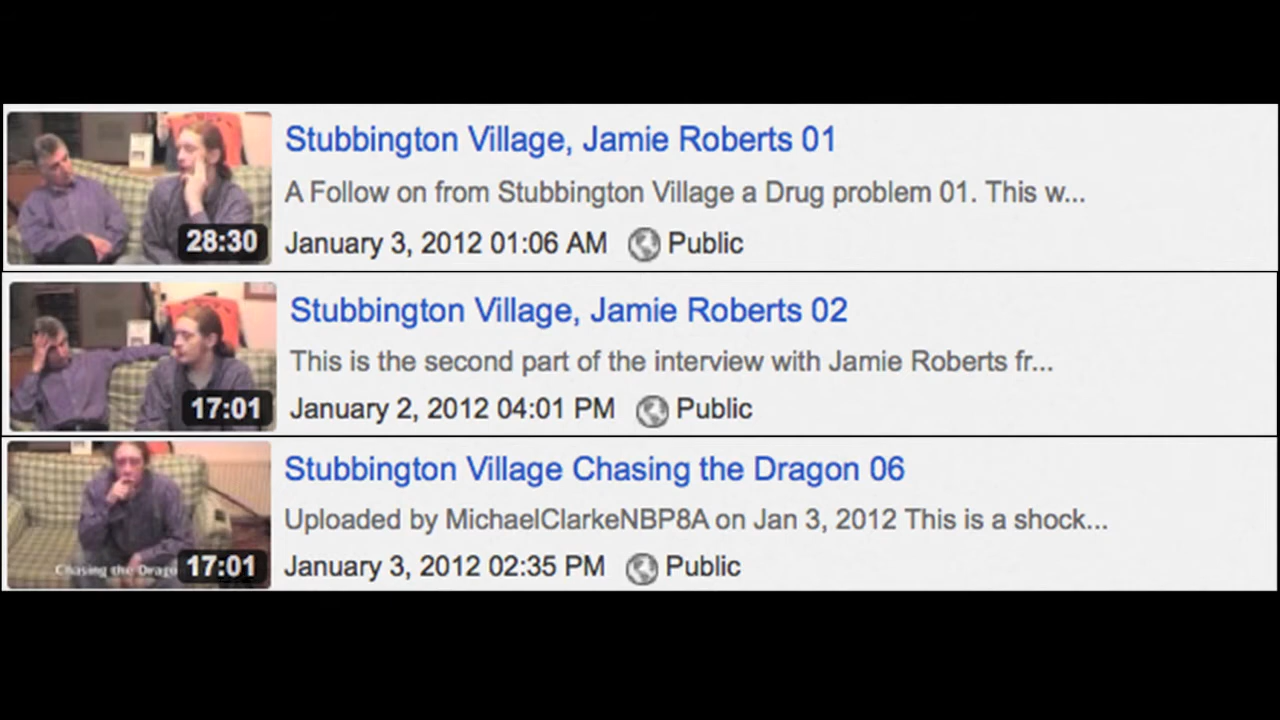 Stubbington Village, Jamie Roberts 01
A Follow on from Stubbington Village a Drug problem 01. This w...
28:30
January 3, 2012 01:06 AM Public
Stubbington Village, Jamie Roberts 02
This is the second part of the interview with Jamie Roberts fr...
17:01
January 2, 2012 04:01 PM Public
Stubbington Village Chasing the Dragon 06
Uploaded by MichaelClarkeNBP8A on Jan 3, 2012 This is a shock...
Chasing the Drago
17:01
January 3, 2012 02:35 PM Public